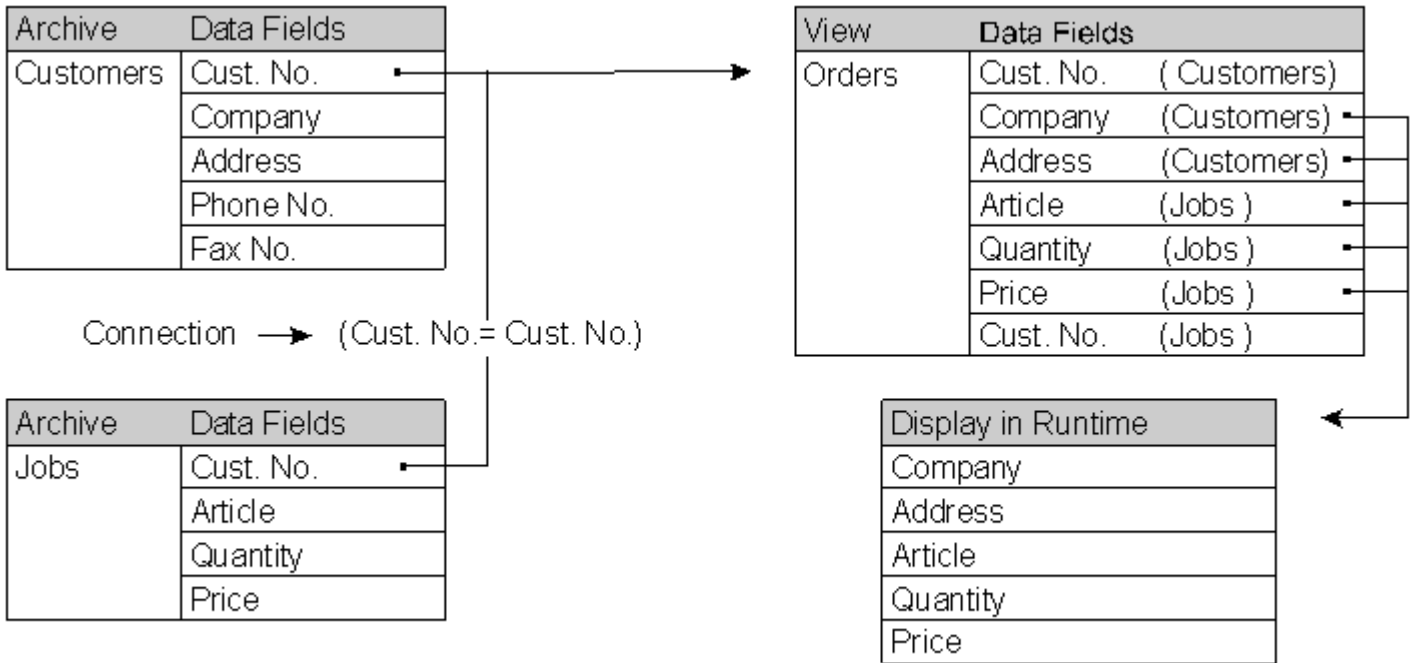 Archive Data Fields
Customers Cust. No.
Company
Address
Phone No.
Fax No.
Connection (Cust. No.= Cust. No.)
Archive Data Fields
Jobs Cust. No.
Article
Quantity
Price
View Data Fields
Orders Cust. No. ( Customers)
Company (Customers)
Address (Customers)
Article (Jobs )
Quantity (Jobs )
Price (Jobs )
Cust. No. (Jobs )
Display in Runtime
Company
Address
Article
Quantity
Price